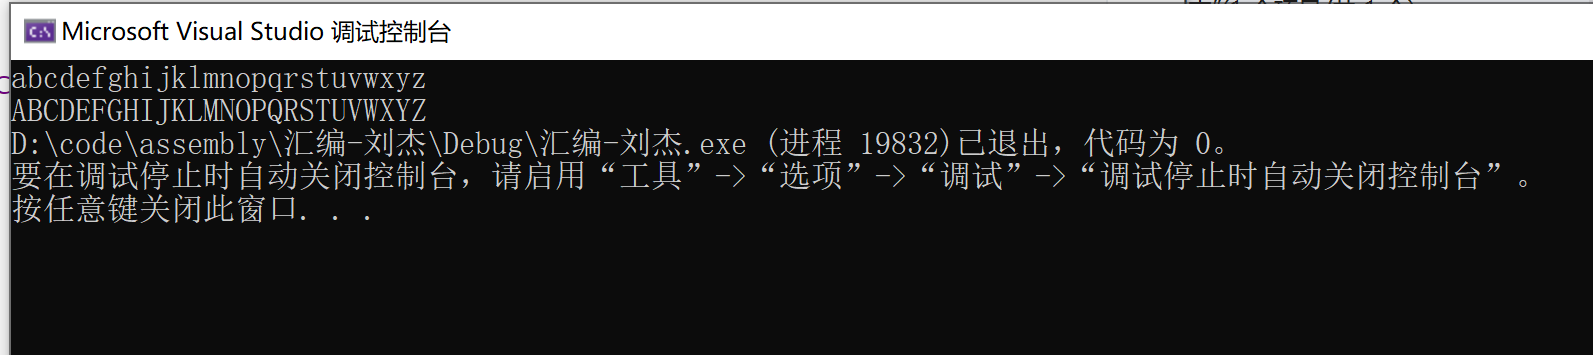 Microsoft Visual Studio 调试控制台
abcdefghijklmnopqrstuvwxyz
ABCDEFGHIJKLMNOPQRSTUVWXYZ
D:\code\assembly\汇编-刘杰\Debug\汇编-刘杰.exe (进程 19832)已退出，代码为 0。
要在调试停止时自动关闭控制台，请启用“工具”->“选项”->“调试”->“调试停止时自动关闭控制台”。
按任意键关闭此窗口. . .